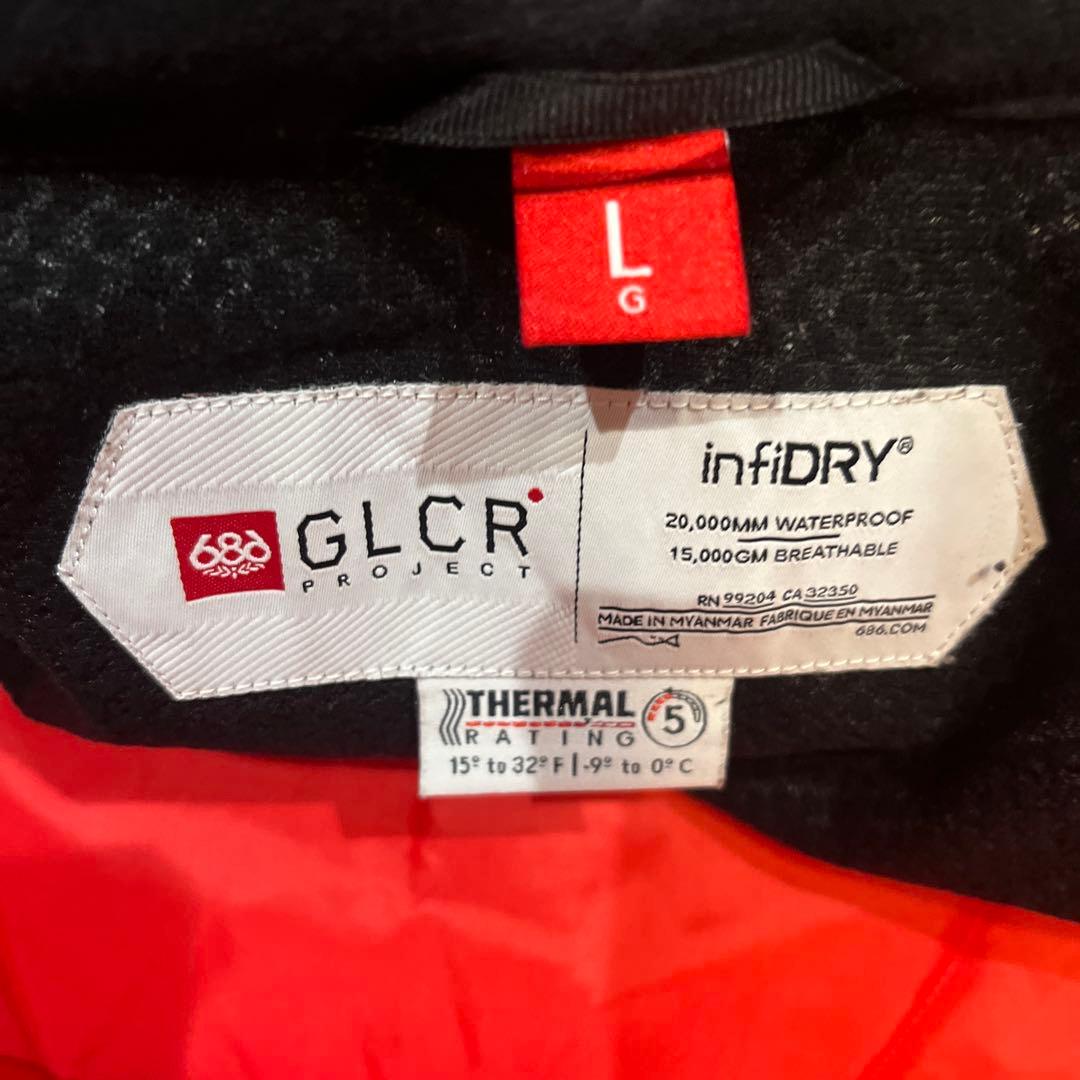 L
G
686
GLCR
PROJECT
infiDRY®
20,000MM WATERPROOF
15,000GM BREATHABLE
RN 99204 CA 32350
MADE IN MYANMAR FABRIQUE EN MYANMAR
686.COM
THERMAL
RATING
5
15° to 32° F | -9° to 0° C